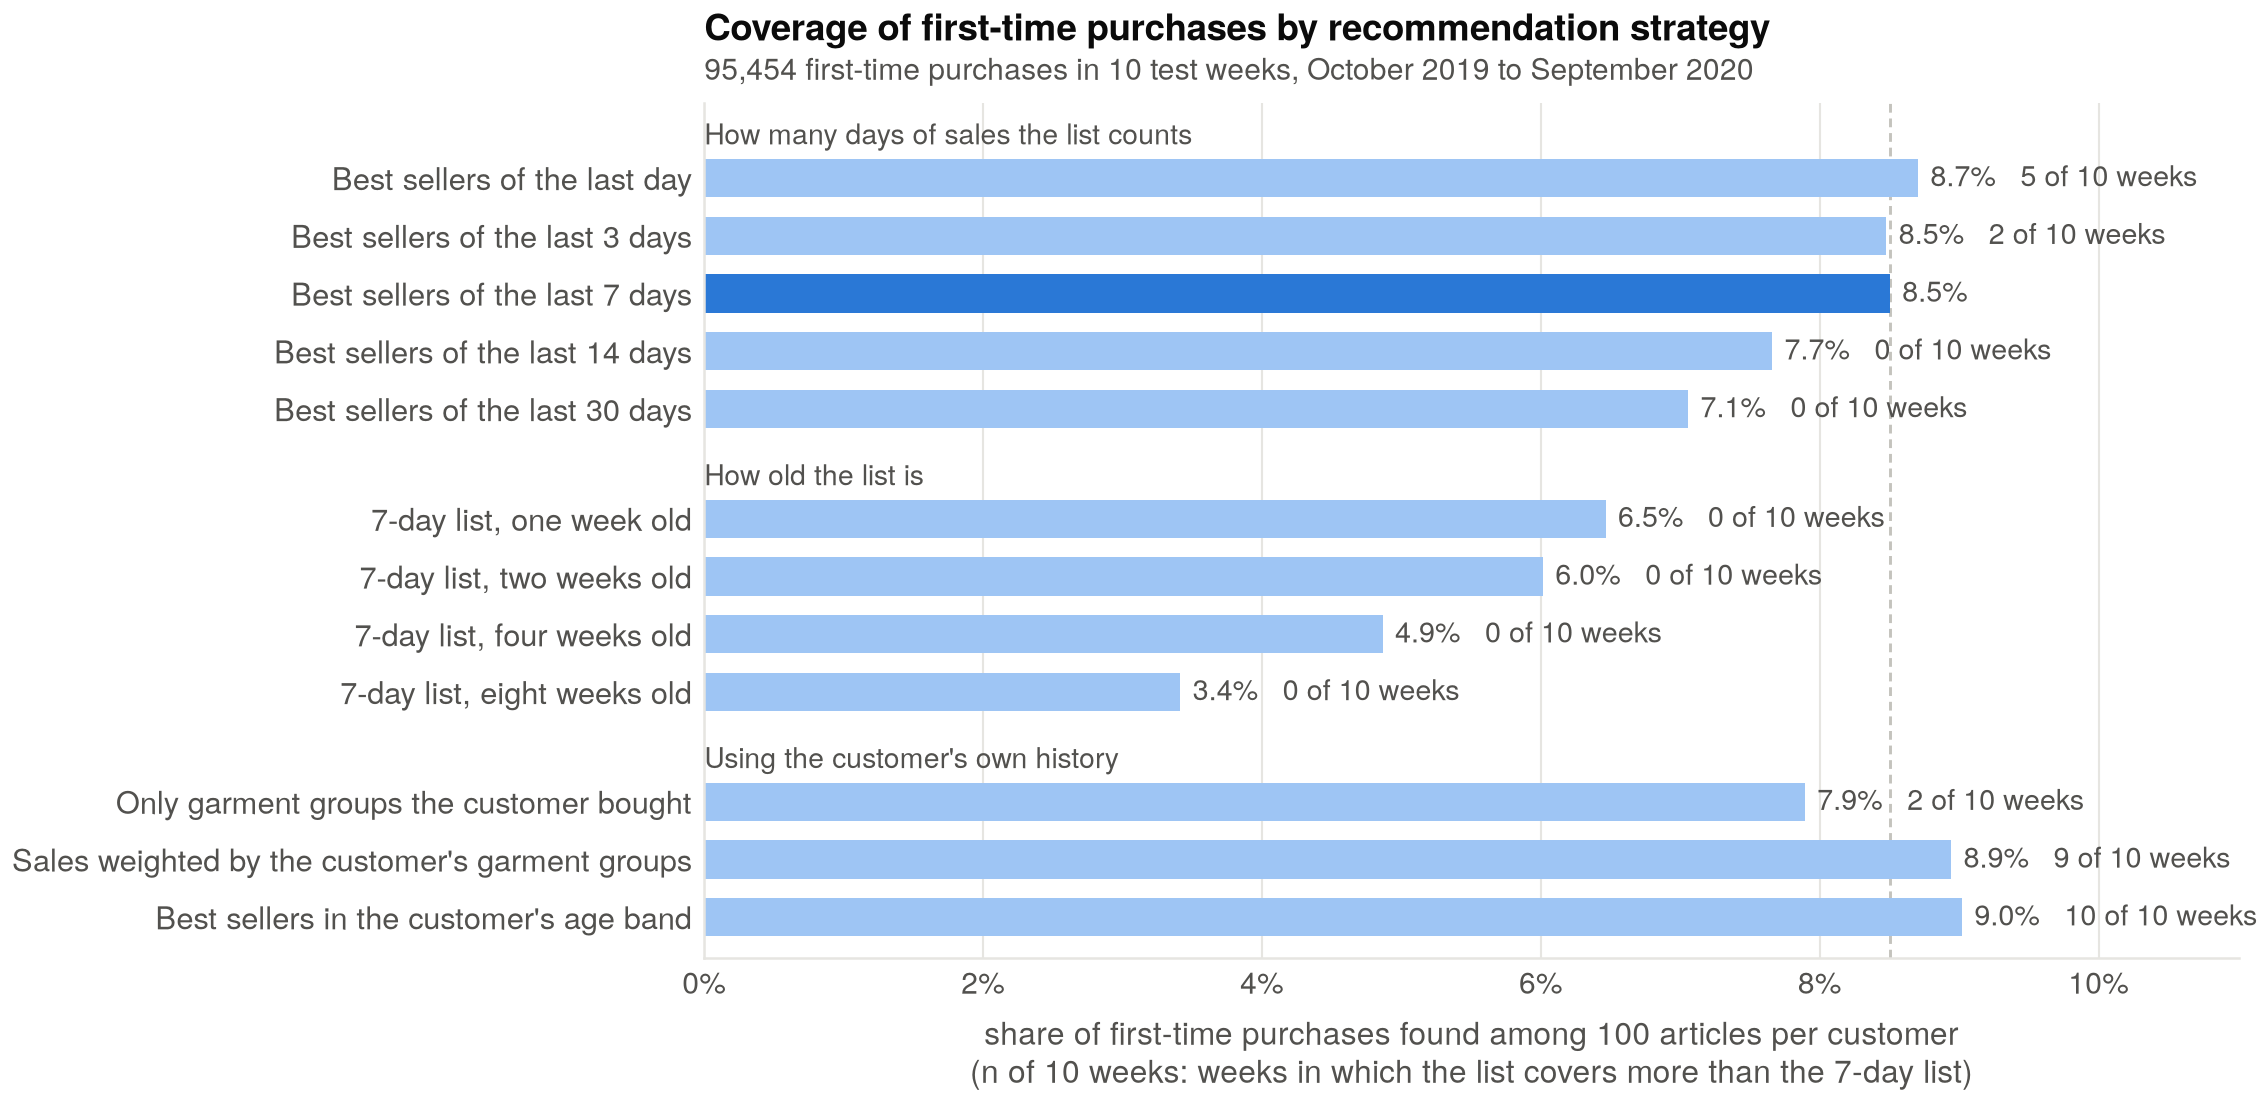 Coverage of first-time purchases by recommendation strategy
95,454 first-time purchases in 10 test weeks, October 2019 to September 2020
How many days of sales the list counts
Best sellers of the last day 8.7% 5 of 10 weeks
Best sellers of the last 3 days 8.5% 2 of 10 weeks
Best sellers of the last 7 days 8.5%
Best sellers of the last 14 days 7.7% 0 of 10 weeks
Best sellers of the last 30 days 7.1% 0 of 10 weeks
How old the list is
7-day list, one week old 6.5% 0 of 10 weeks
7-day list, two weeks old 6.0% 0 of 10 weeks
7-day list, four weeks old 4.9% 0 of 10 weeks
7-day list, eight weeks old 3.4% 0 of 10 weeks
Using the customer's own history
Only garment groups the customer bought 7.9% 2 of 10 weeks
Sales weighted by the customer's garment groups 8.9% 9 of 10 weeks
Best sellers in the customer's age band 9.0% 10 of 10 weeks
0% 2% 4% 6% 8% 10%
share of first-time purchases found among 100 articles per customer
(n of 10 weeks: weeks in which the list covers more than the 7-day list)